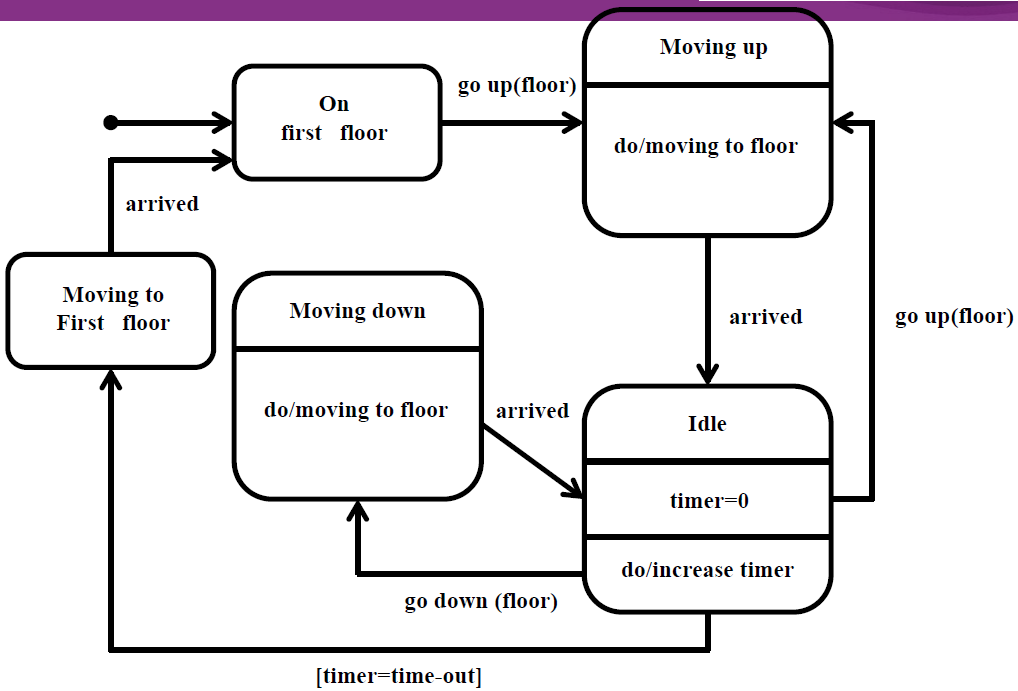 Moving up
do/moving to floor
On
first floor
go up(floor)
arrived
Moving to
First floor
Moving down
do/moving to floor
arrived
arrived
go up(floor)
Idle
timer=0
do/increase timer
go down (floor)
[timer=time-out]